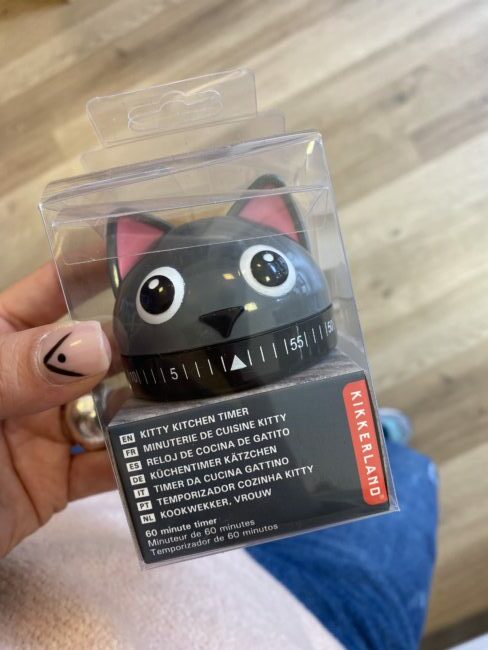 10 5 55 50
EN KITTY KITCHEN TIMER
FR MINUTERIE DE CUISINE KITTY
ES RELOJ DE COCINA DE GATITO
DE KÜCHENTIMER KÄTZCHEN
IT TIMER DA CUCINA GATTINO
PT TEMPORIZADOR COZINHA KITTY
NL KOOKWEKKER, VROUW
60 minute timer
Minuteur de 60 minutes
Temporizador de 60 minutos
KIKKERLAND®